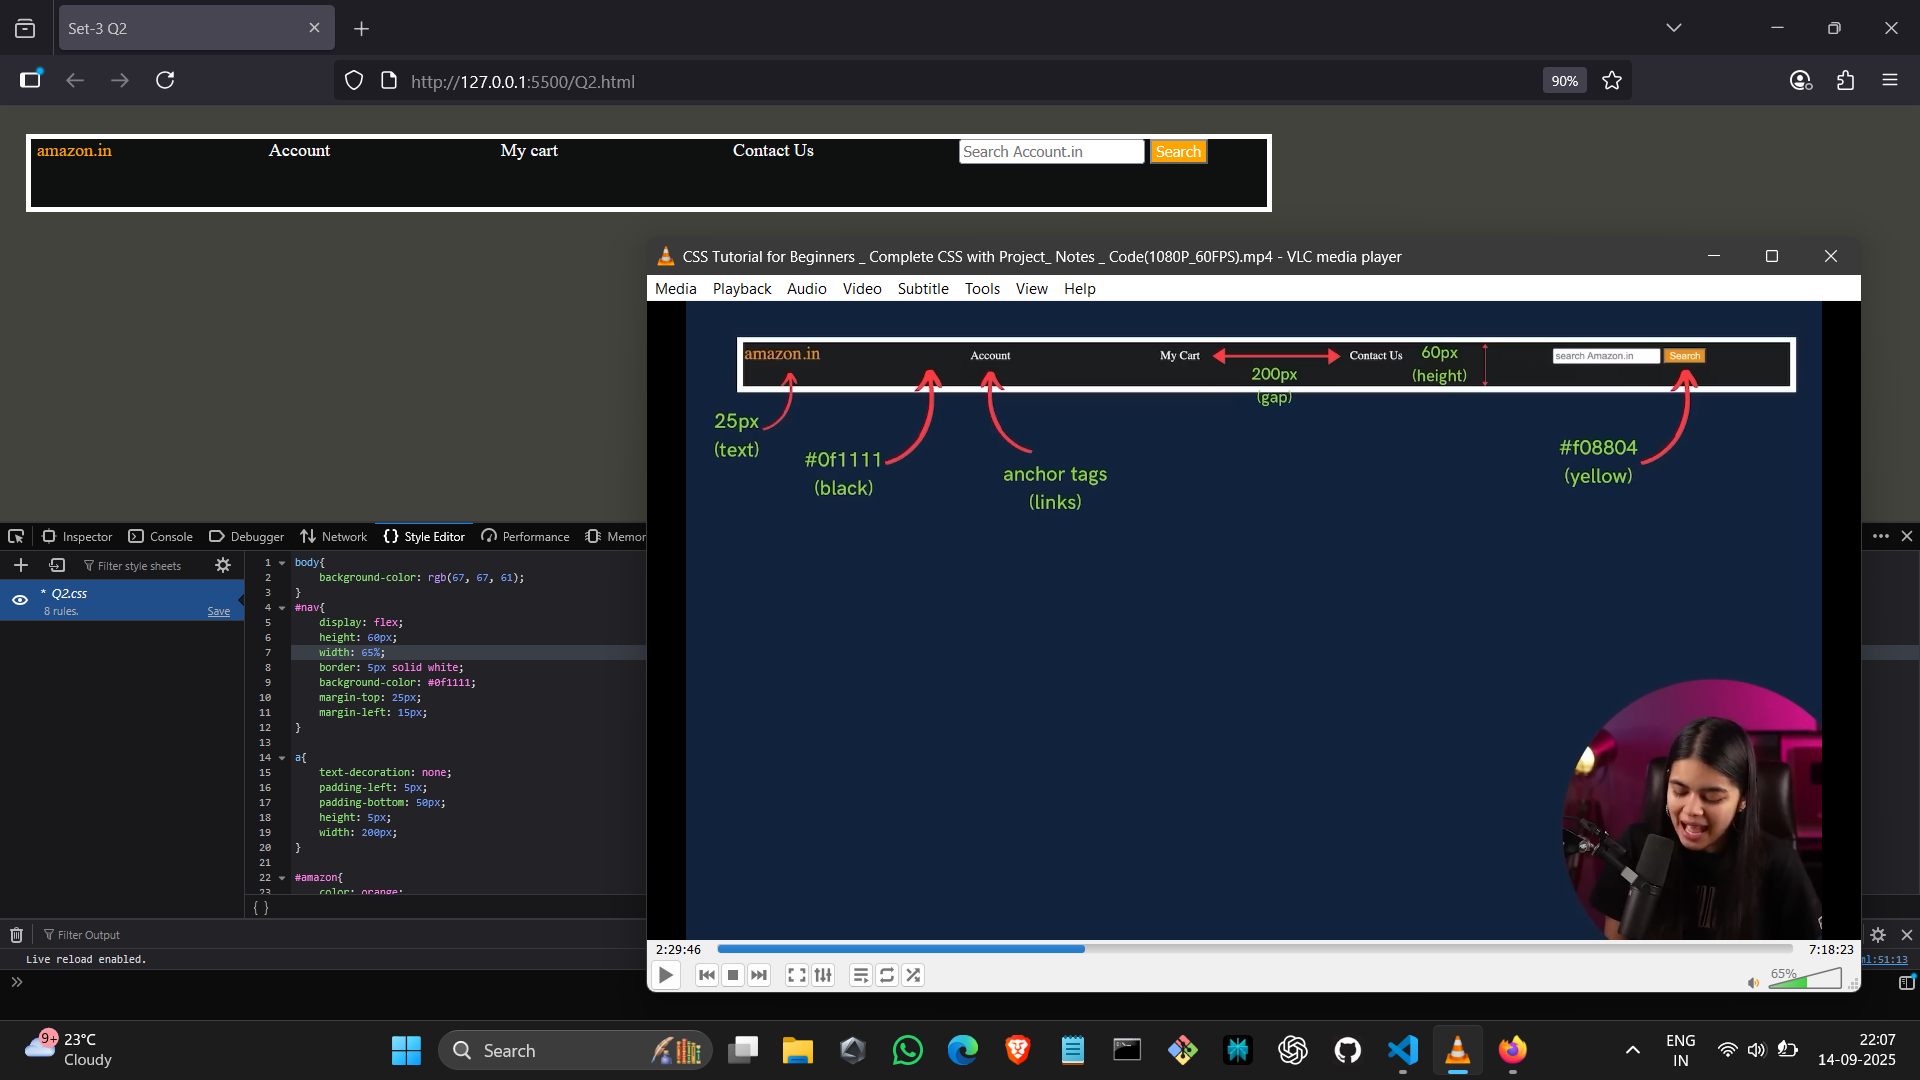 Set-3 Q2
http://127.0.0.1:5500/Q2.html
90%
amazon.in
Account
My cart
Contact Us
Search Account.in
Search
CSS Tutorial for Beginners _ Complete CSS with Project_ Notes _ Code(1080P_60FPS).mp4 - VLC media player
Media Playback Audio Video Subtitle Tools View Help
amazon.in
Account
My Cart
Contact Us
60px
(height)
search Amazon.in
Search
200px
(gap)
25px
(text)
#0f1111
(black)
anchor tags
(links)
#f08804
(yellow)
2:29:46
7:18:23
65%
Inspector Console Debugger Network Style Editor Performance Memor
Filter style sheets
* Q2.css
8 rules.
Save
1 body{
2 background-color: rgb(67, 67, 61);
3 }
4 #nav{
5 display: flex;
6 height: 60px;
7 width: 65%;
8 border: 5px solid white;
9 background-color: #0f1111;
10 margin-top: 25px;
11 margin-left: 15px;
12 }
13
14 a{
15 text-decoration: none;
16 padding-left: 5px;
17 padding-bottom: 50px;
18 height: 5px;
19 width: 200px;
20 }
21
22 #amazon{
23 color: orange;
{ }
Filter Output
Live reload enabled.
ml:51:13
9+
23°C
Cloudy
Search
ENG
IN
22:07
14-09-2025